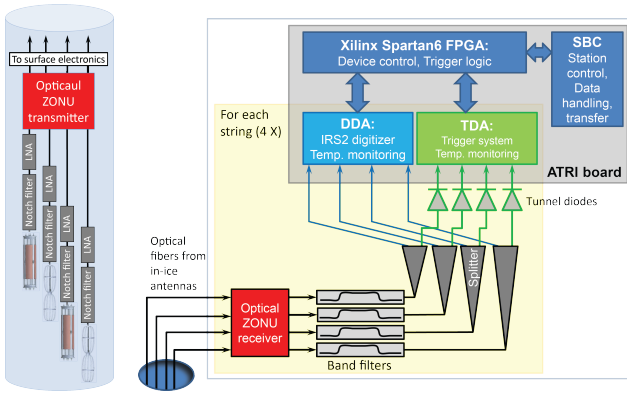 To surface electronics
Opticaul
ZONU
transmitter
LNA
Notch filter
LNA
Notch filter
LNA
Notch filter
LNA
Notch filter
Xilinx Spartan6 FPGA:
Device control, Trigger logic
SBC
Station
control,
Data
handling,
transfer
For each
string (4 X)
DDA:
IRS2 digitizer
Temp. monitoring
TDA:
Trigger system
Temp. monitoring
ATRI board
Tunnel diodes
Optical
fibers from
in-ice
antennas
Splitter
Optical
ZONU
receiver
Band filters